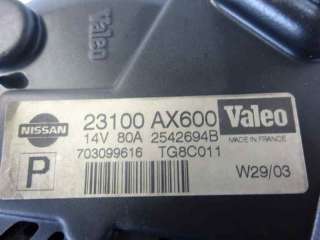 Valeo
NISSAN
23100 AX600 Valeo
14V 80A 2542694B MADE IN FRANCE
703099616 TG8C011
P
W29/03